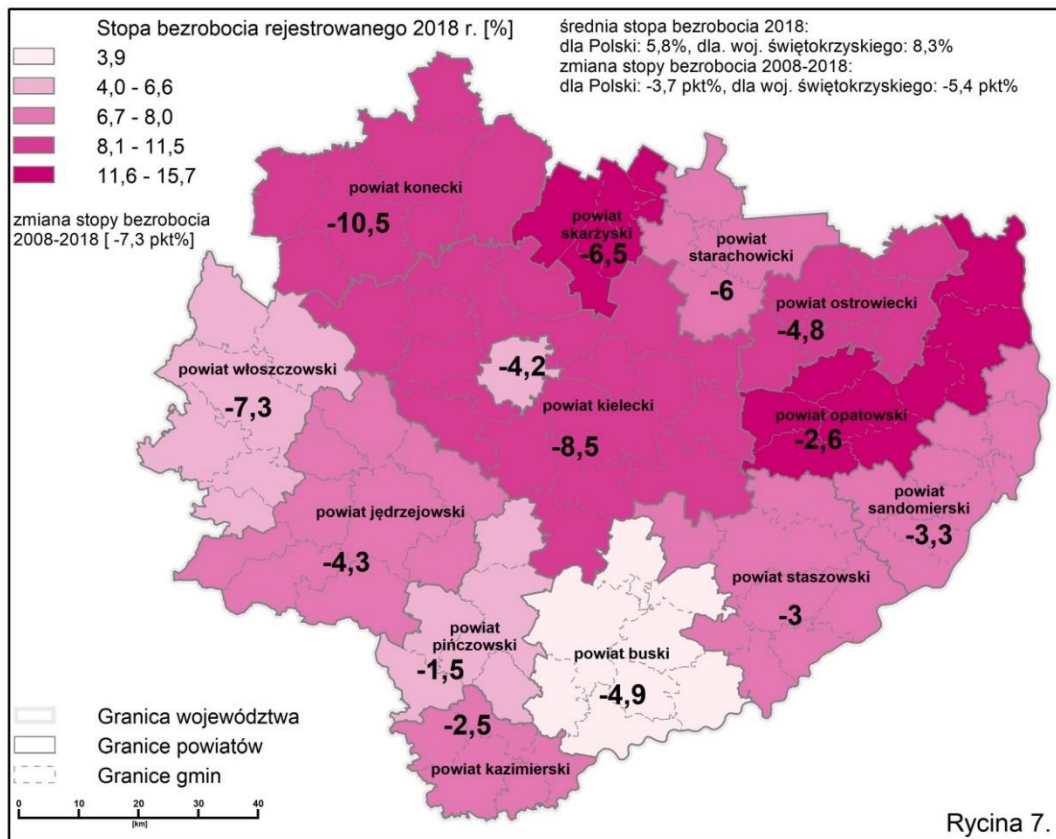 Stopa bezrobocia rejestrowanego 2018 r. [%]
3,9
4,0 - 6,6
6,7 - 8,0
8,1 - 11,5
11,6 - 15,7
zmiana stopy bezrobocia
2008-2018 [ -7,3 pkt%]
średnia stopa bezrobocia 2018:
dla Polski: 5,8%, dla. woj. świętokrzyskiego: 8,3%
zmiana stopy bezrobocia 2008-2018:
dla Polski: -3,7 pkt%, dla woj. świętokrzyskiego: -5,4 pkt%
powiat konecki
-10,5
powiat
skarżyski
-6,5
powiat
starachowicki
-6
powiat ostrowiecki
-4,8
powiat włoszczowski
-7,3
-4,2
powiat kielecki
-8,5
powiat opatowski
-2,6
powiat
sandomierski
-3,3
powiat jędrzejowski
-4,3
powiat staszowski
-3
powiat
pińczowski
-1,5
powiat buski
-4,9
-2,5
powiat kazimierski
Granica województwa
Granice powiatów
Granice gmin
0 10 20 30 40
[km]
Rycina 7.